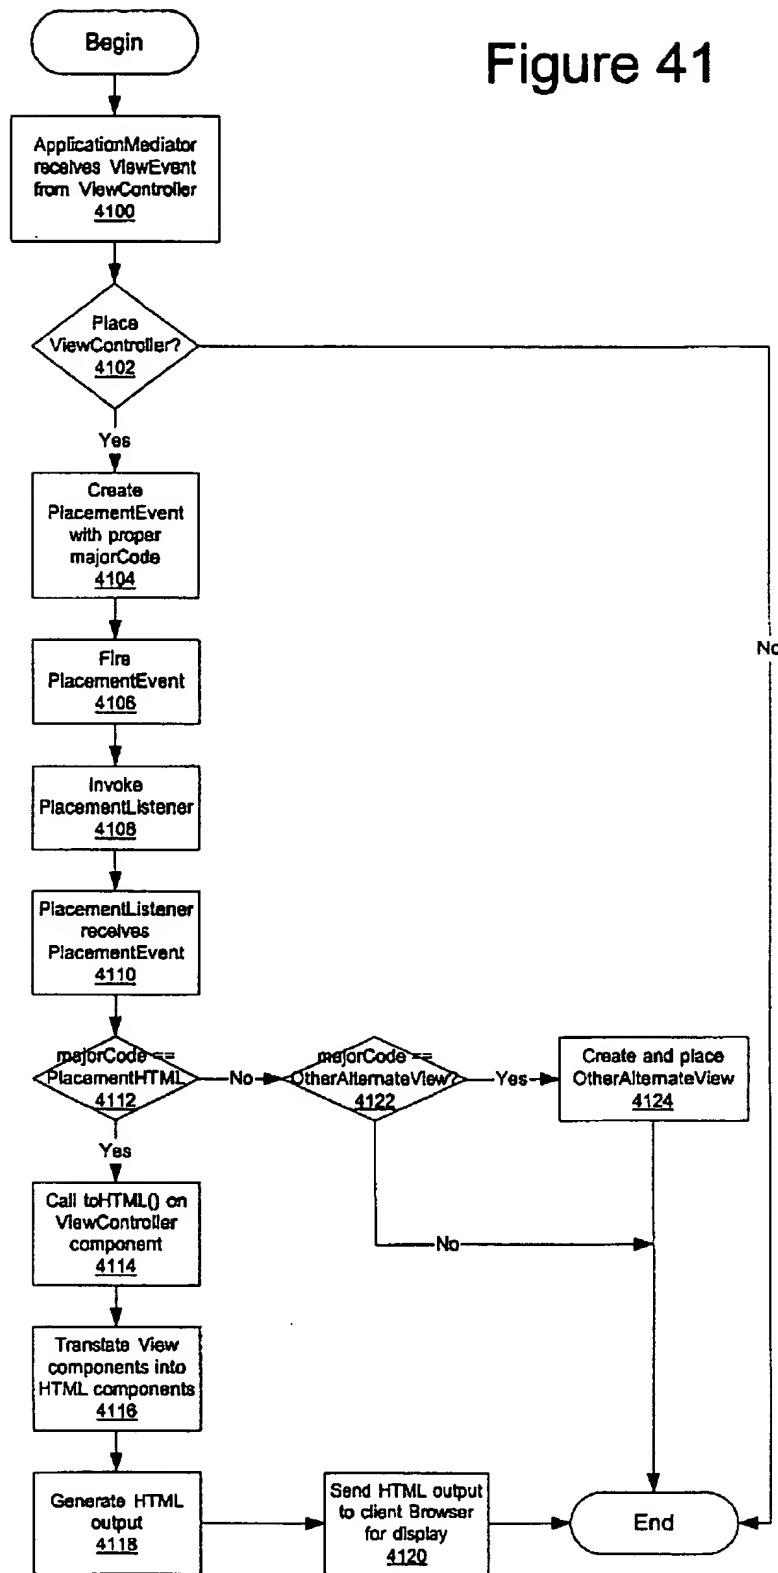 Figure 41
Begin
ApplicationMediator
receives ViewEvent
from ViewController
4100
Place
ViewController?
4102
No
Yes
Create
PlacementEvent
with proper
majorCode
4104
Fire
PlacementEvent
4106
Invoke
PlacementListener
4108
PlacementListener
receives
PlacementEvent
4110
majorCode ==
PlacementHTML
4112
No
majorCode ==
OtherAlternateView?
4122
Yes
Create and place
OtherAlternateView
4124
Yes
No
Call toHTML() on
ViewController
component
4114
Translate View
components into
HTML components
4116
Generate HTML
output
4118
Send HTML output
to client Browser
for display
4120
End